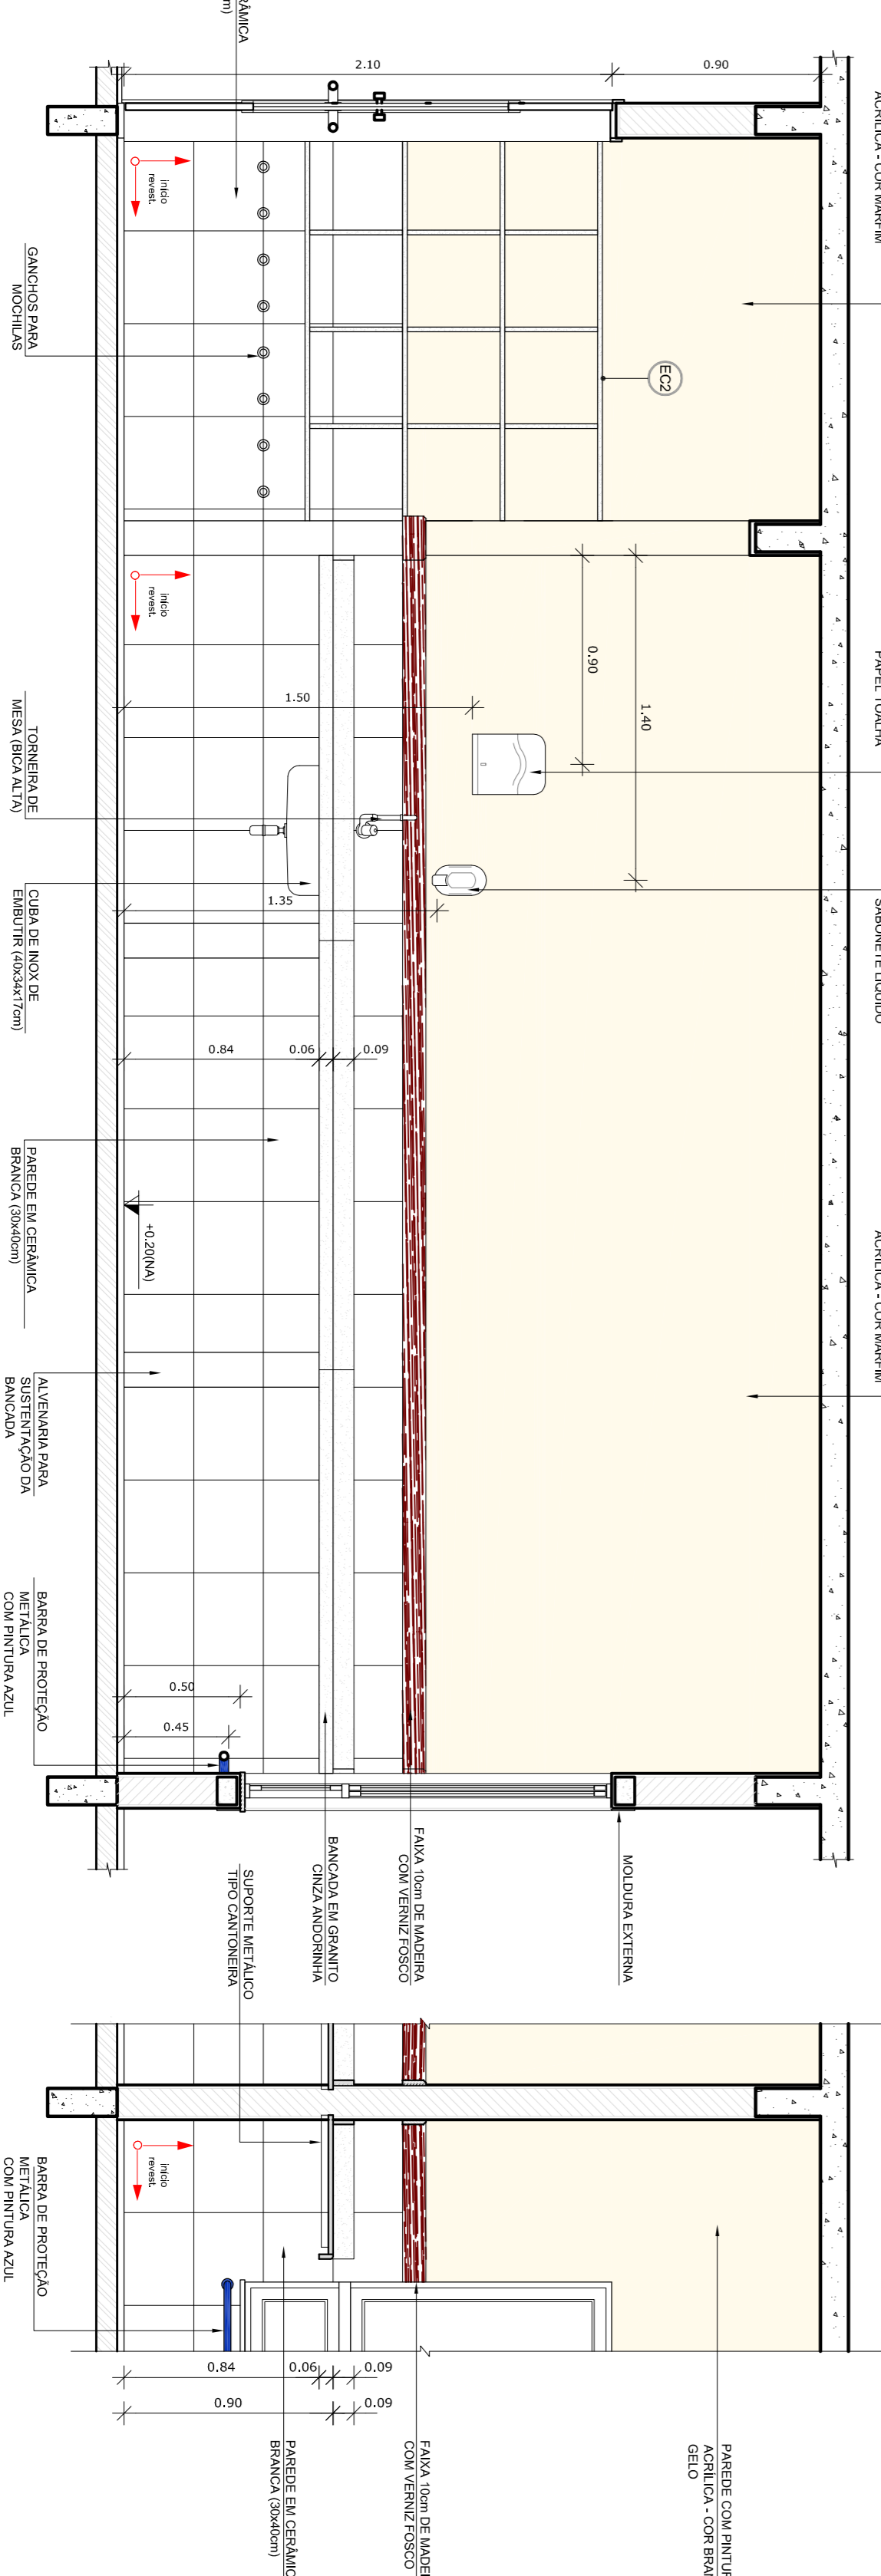 ACRÍLICA - COR MARFIM
PAPEL TOALHA
SABONETE LÍQUIDO
ACRÍLICA - COR MARFIM
0.90
2.10
EC2
início
revest.
GANCHOS PARA
MOCHILAS
início
revest.
0.90
1.40
1.50
1.35
TORNEIRA DE
MESA (BICA ALTA)
CUBA DE INOX DE
EMBUTIR (40x34x17cm)
0.84
0.06
0.09
PAREDE EM CERÂMICA
BRANCA (30x40cm)
+0.20(NA)
ALVENARIA PARA
SUSTENTAÇÃO DA
BANCADA
0.50
0.45
BARRA DE PROTEÇÃO
METÁLICA
COM PINTURA AZUL
MOLDURA EXTERNA
FAIXA 10cm DE MADEIRA
COM VERNIZ FOSCO
BANCADA EM GRANITO
CINZA ANDORINHA
SUPORTE METÁLICO
TIPO CANTONEIRA
início
revest.
BARRA DE PROTEÇÃO
METÁLICA
COM PINTURA AZUL
0.84
0.06
0.09
0.90
0.09
PAREDE COM PINTUR
ACRÍLICA - COR BRAN
GELO
FAIXA 10cm DE MADEI
COM VERNIZ FOSCO
PAREDE EM CERÂMIC
BRANCA (30x40cm)